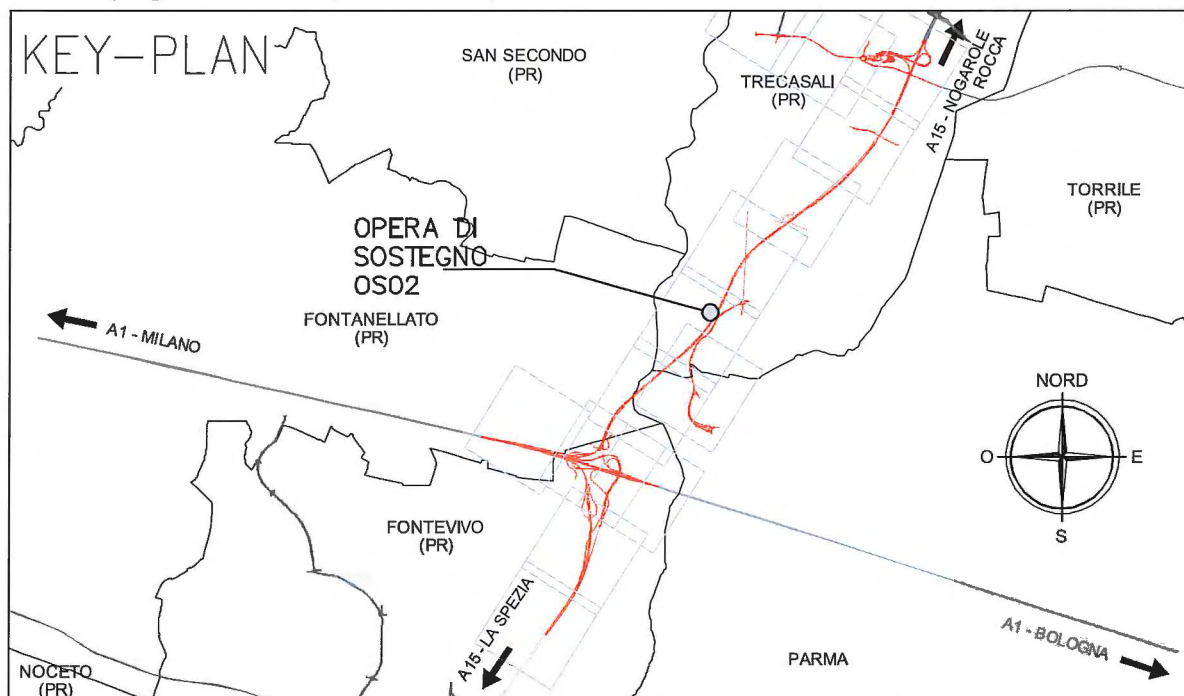 KEY-PLAN
SAN SECONDO
(PR)
TRECASALI
(PR)
A15 - NOGAROLE
ROCCA
TORRILE
(PR)
OPERA DI
SOSTEGNO
OS02
FONTANELLATO
(PR)
A1 - MILANO
NORD
O
E
S
FONTEVIVO
(PR)
A15 - LA SPEZIA
A1 - BOLOGNA
PARMA
NOCETO
(PR)